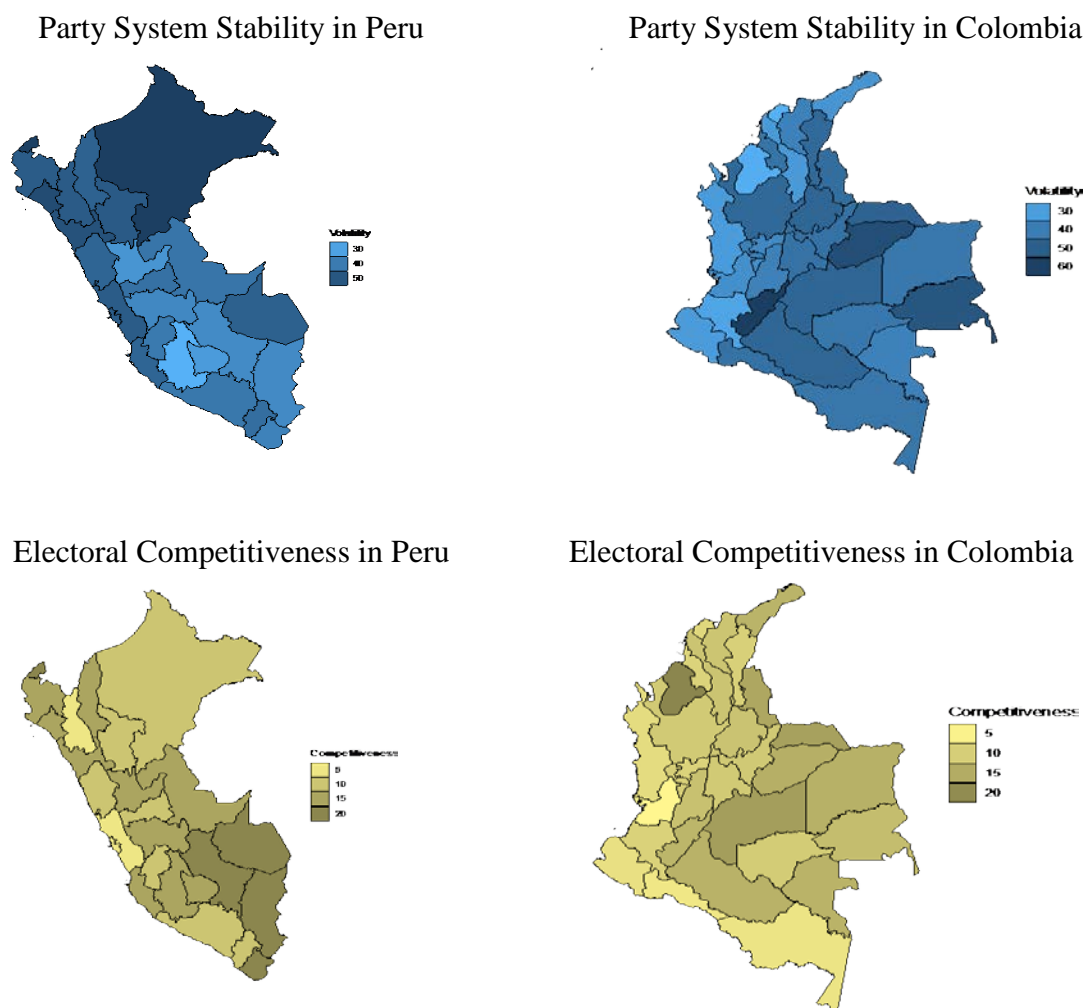 Party System Stability in Peru
Party System Stability in Colombia
Volatility
30
40
50
Volatility
30
40
50
60
Electoral Competitiveness in Peru
Electoral Competitiveness in Colombia
Competitiveness
5
10
15
20
Competitiveness
5
10
15
20